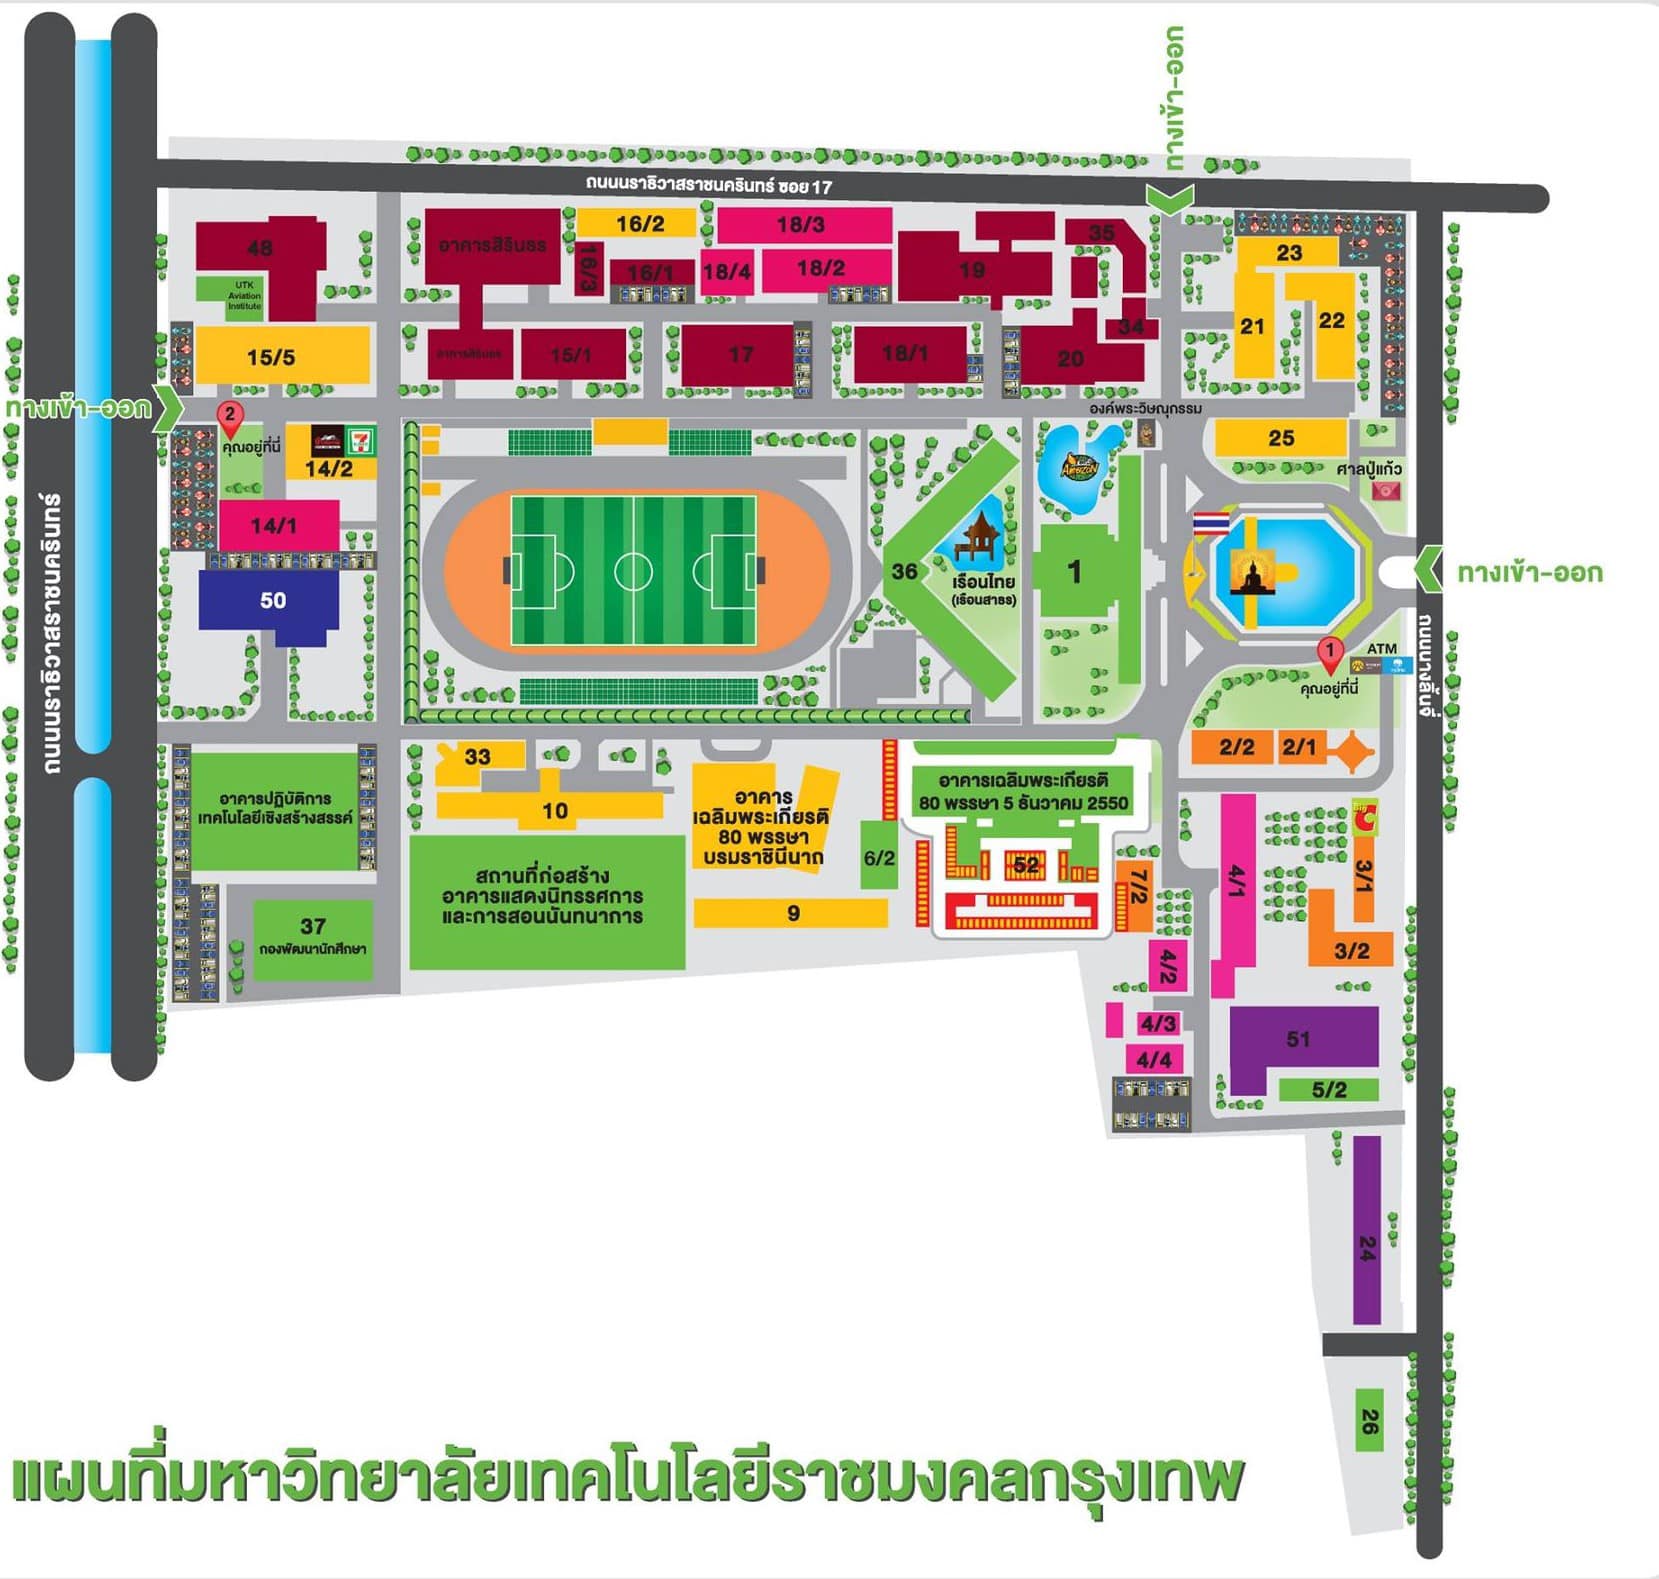 ทางเข้า-ออก
ถนนนราธิวาสราชนครินทร์ ซอย 17
48
UTK
Aviation
Institute
15/5
อาคารสิรินธร
16/2
16/3
16/1
18/3
18/4
18/2
19
35
34
23
21
22
อาคารสิรินธร
15/1
17
18/1
20
ทางเข้า-ออก
2
คุณอยู่ที่นี่
14/2
14/1
50
ถนนนราธิวาสราชนครินทร์
องค์พระวิษณุกรรม
25
ศาลปู่แก้ว
AmazoN
36
เรือนไทย
(เรือนสาธร)
1
ทางเข้า-ออก
ถนนนางลิ้นจี่
1
ATM
คุณอยู่ที่นี่
2/2
2/1
อาคารปฏิบัติการ
เทคโนโลยีเชิงสร้างสรรค์
37
กองพัฒนานักศึกษา
33
10
สถานที่ก่อสร้าง
อาคารแสดงนิทรรศการ
และการสอนนันทนาการ
อาคาร
เฉลิมพระเกียรติ
80 พรรษา
บรมราชินีนาถ
9
6/2
อาคารเฉลิมพระเกียรติ
80 พรรษา 5 ธันวาคม 2550
52
7/2
4/1
4/2
4/3
4/4
Big C
3/1
3/2
51
5/2
24
26
แผนที่มหาวิทยาลัยเทคโนโลยีราชมงคลกรุงเทพ